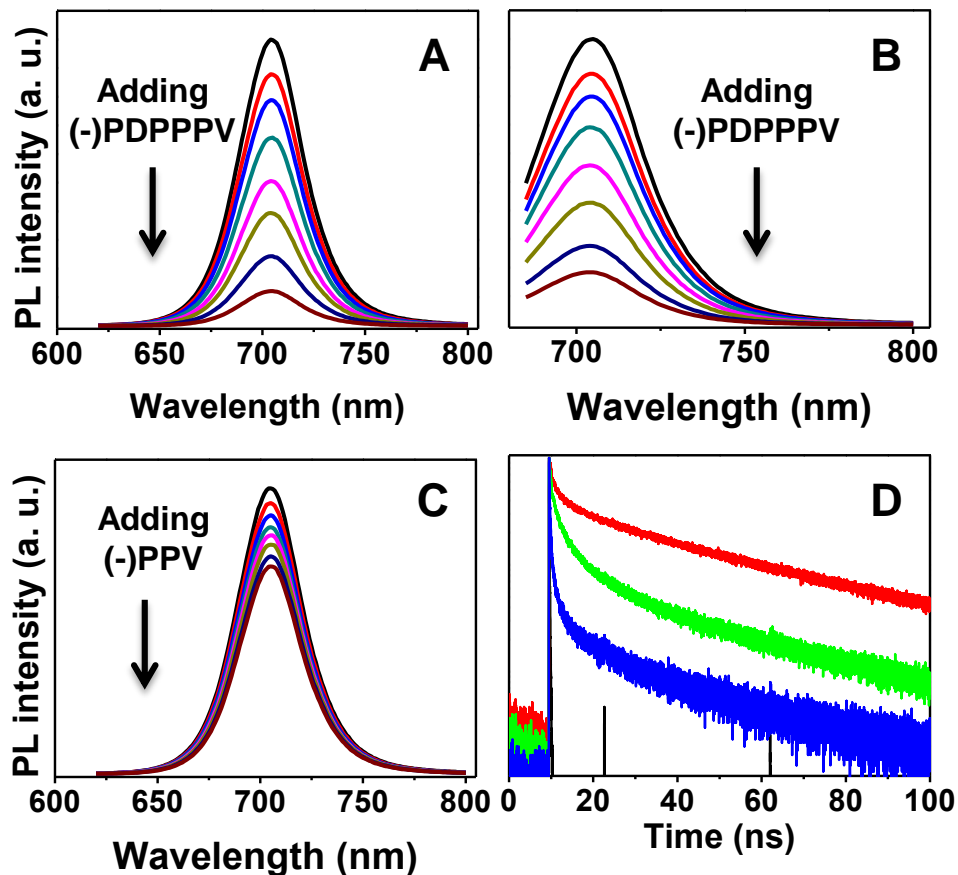 PL intensity (a. u.)
A
Adding
(-)PDPPPV
600 650 700 750 800
Wavelength (nm)
B
Adding
(-)PDPPPV
700 750 800
Wavelength (nm)
PL intensity (a. u.)
C
Adding
(-)PPV
600 650 700 750 800
Wavelength (nm)
D
0 20 40 60 80 100
Time (ns)